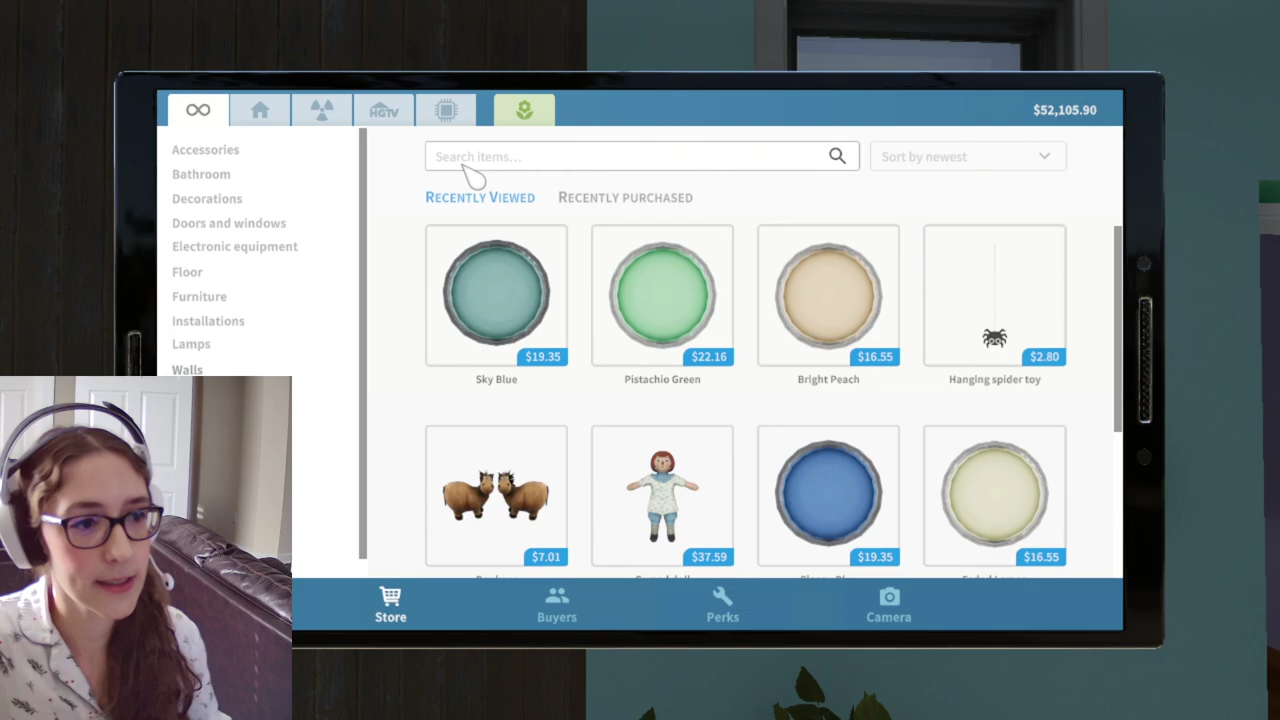 HGTV
$52,105.90
Accessories
Bathroom
Decorations
Doors and windows
Electronic equipment
Floor
Furniture
Installations
Lamps
Walls
Search items...
Sort by newest
RECENTLY VIEWED RECENTLY PURCHASED
$19.35 $22.16 $16.55 $2.80
Sky Blue Pistachio Green Bright Peach Hanging spider toy
$7.01 $37.59 $19.35 $16.55
Store Buyers Perks Camera